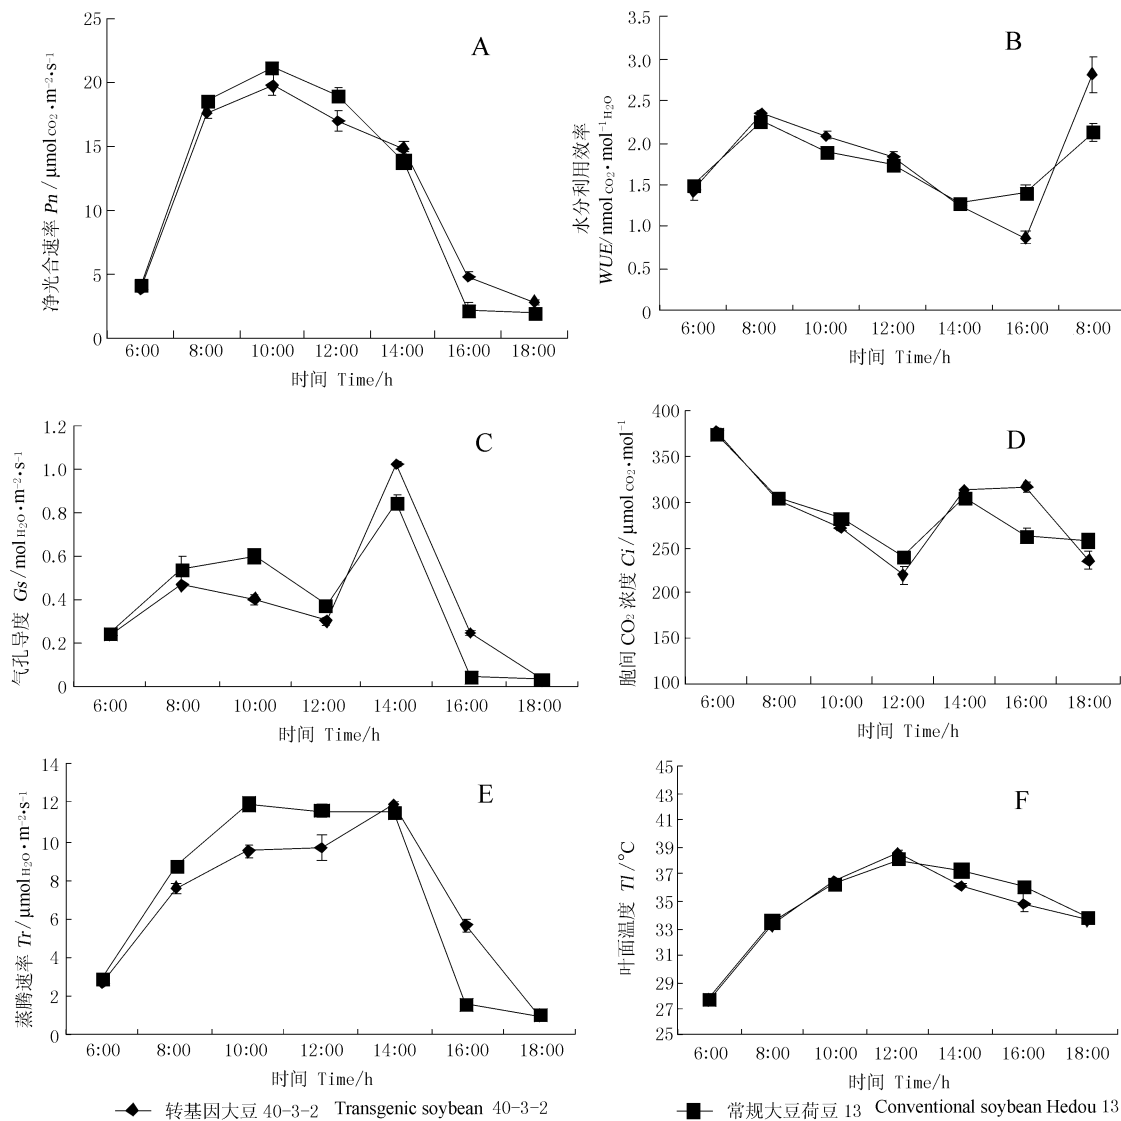 A
净光合速率 Pn / μmol CO2·m-2·s-1
25
20
15
10
5
0
6:00 8:00 10:00 12:00 14:00 16:00 18:00
时间 Time/h
B
水分利用效率
WUE/nmol CO2·mol-1 H2O
3.5
3.0
2.5
2.0
1.5
1.0
0.5
0
6:00 8:00 10:00 12:00 14:00 16:00 8:00
时间 Time/h
C
气孔导度 Gs/mol H2O·m-2·s-1
1.2
1.0
0.8
0.6
0.4
0.2
0
6:00 8:00 10:00 12:00 14:00 16:00 18:00
时间 Time/h
D
胞间 CO2 浓度 Ci / μmol CO2·mol-1
400
350
300
250
200
150
100
6:00 8:00 10:00 12:00 14:00 16:00 18:00
时间 Time/h
E
蒸腾速率 Tr/ μmol H2O·m-2·s-1
14
12
10
8
6
4
2
0
6:00 8:00 10:00 12:00 14:00 16:00 18:00
时间 Time/h
F
叶面温度 Tl /℃
45
43
41
39
37
35
33
31
29
27
25
6:00 8:00 10:00 12:00 14:00 16:00 18:00
时间 Time/h
转基因大豆 40-3-2 Transgenic soybean 40-3-2
常规大豆荷豆 13 Conventional soybean Hedou 13